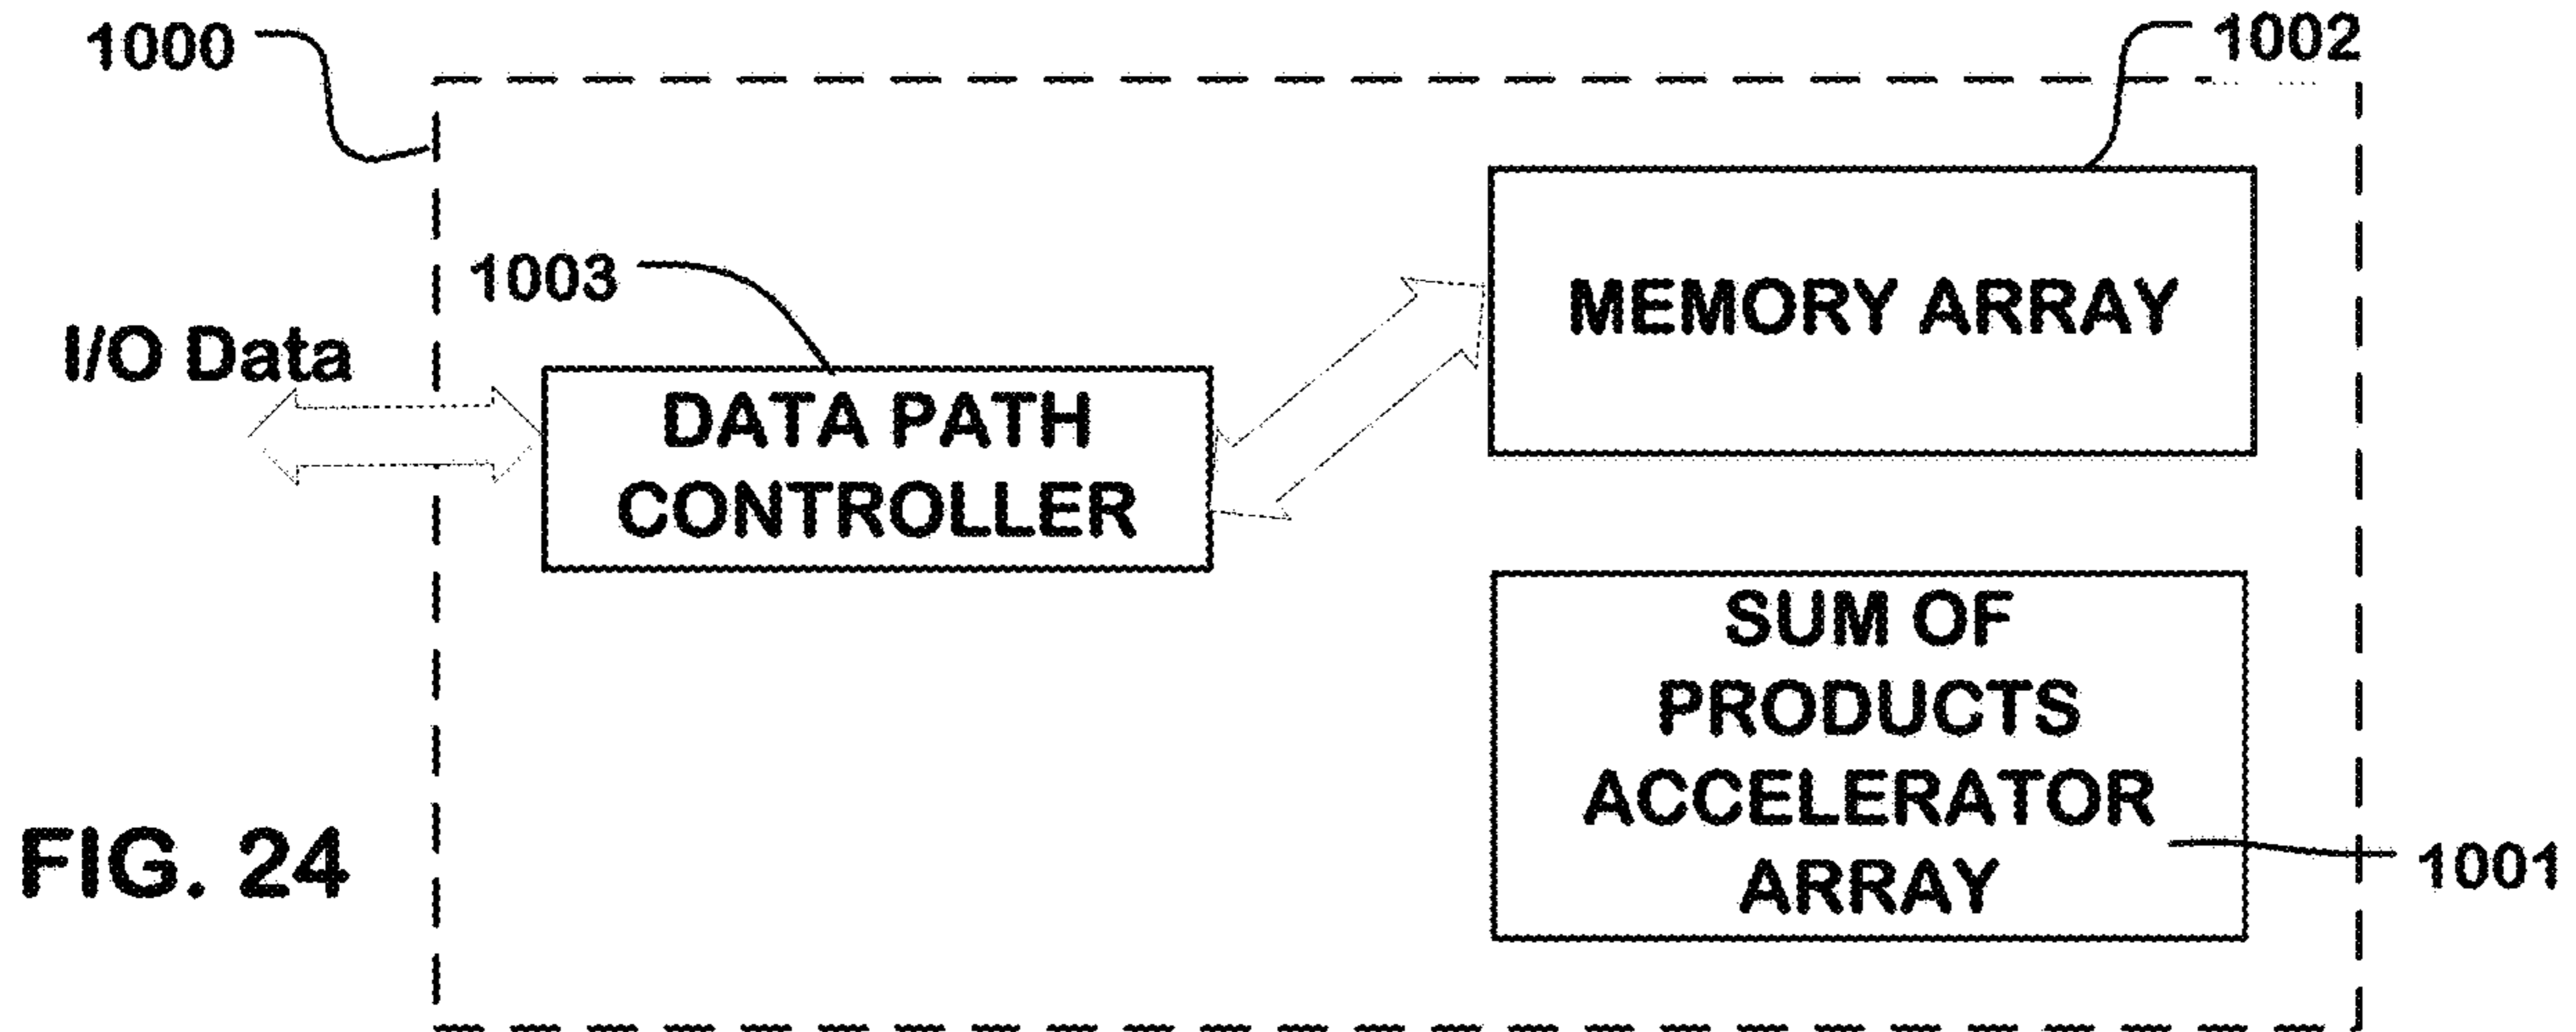 1000
1002
1003
I/O Data
MEMORY ARRAY
DATA PATH
CONTROLLER
SUM OF
PRODUCTS
ACCELERATOR
ARRAY
1001
FIG. 24